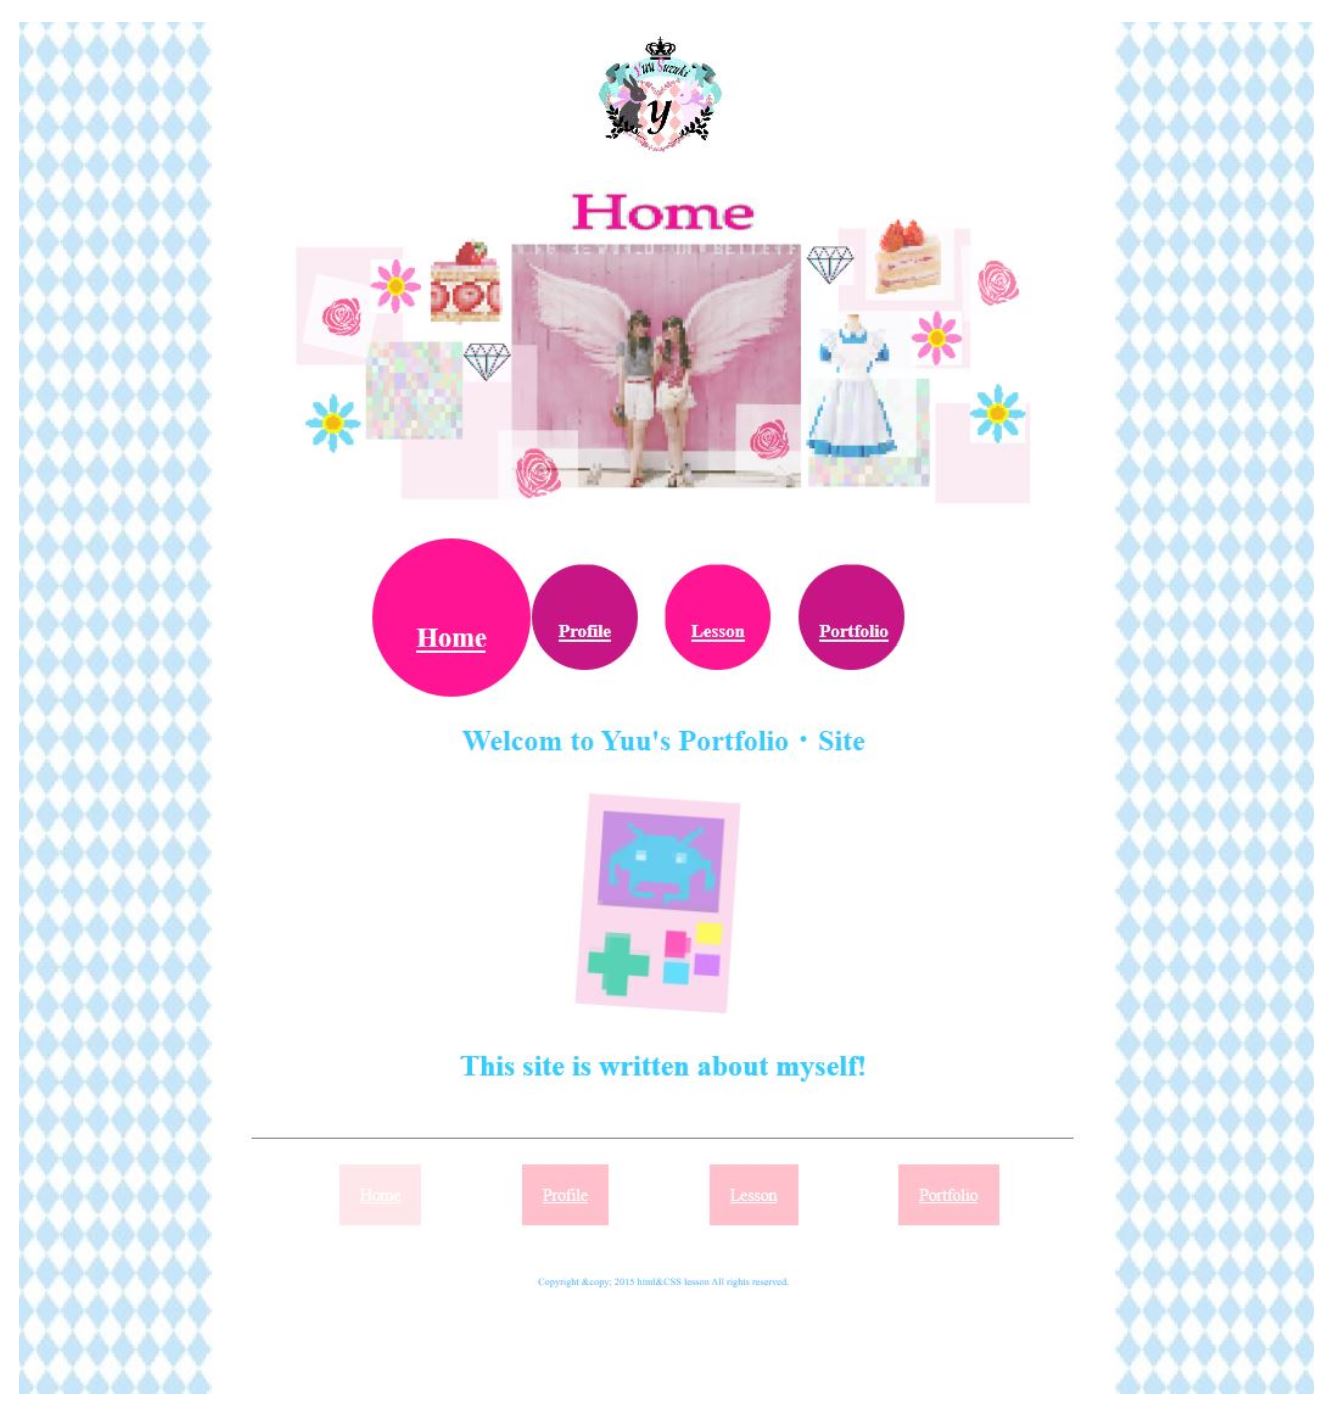 Yuu Suzuki
y
Home
Home
Profile
Lesson
Portfolio
Welcom to Yuu's Portfolio・Site
This site is written about myself!
Home
Profile
Lesson
Portfolio
Copyright &copy; 2015 html&CSS lesson All rights reserved.